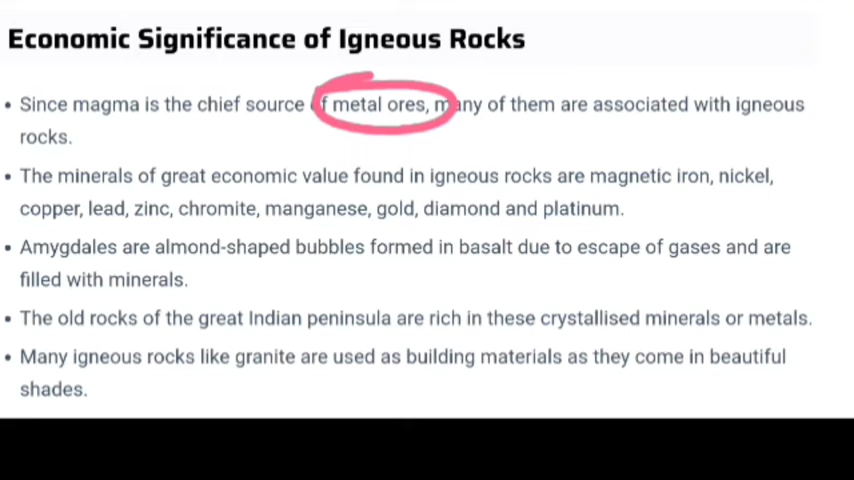 Economic Significance of Igneous Rocks
• Since magma is the chief source of metal ores, many of them are associated with igneous
rocks.
• The minerals of great economic value found in igneous rocks are magnetic iron, nickel,
copper, lead, zinc, chromite, manganese, gold, diamond and platinum.
• Amygdales are almond-shaped bubbles formed in basalt due to escape of gases and are
filled with minerals.
• The old rocks of the great Indian peninsula are rich in these crystallised minerals or metals.
• Many igneous rocks like granite are used as building materials as they come in beautiful
shades.